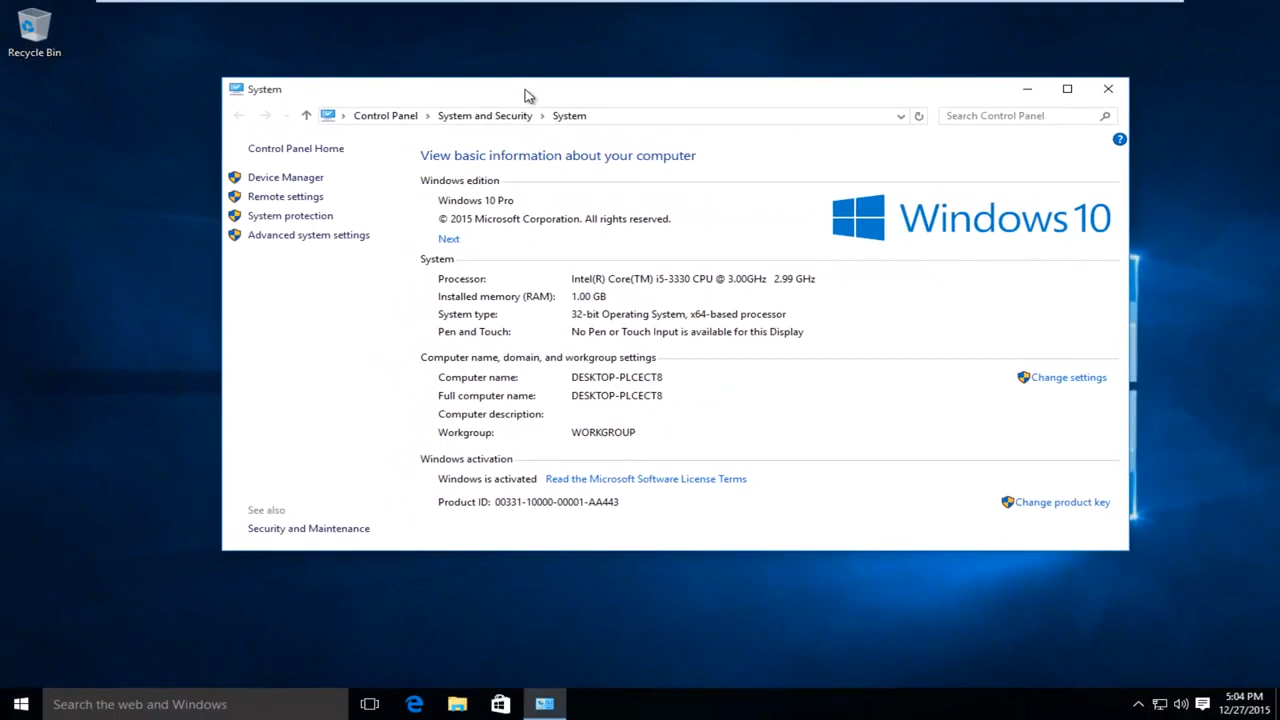 Recycle Bin
System
Control Panel System and Security System
Search Control Panel
?
Control Panel Home
Device Manager
Remote settings
System protection
Advanced system settings
See also
Security and Maintenance
View basic information about your computer
Windows edition
Windows 10 Pro
© 2015 Microsoft Corporation. All rights reserved.
Next
Windows 10
System
Processor: Intel(R) Core(TM) i5-3330 CPU @ 3.00GHz 2.99 GHz
Installed memory (RAM): 1.00 GB
System type: 32-bit Operating System, x64-based processor
Pen and Touch: No Pen or Touch Input is available for this Display
Computer name, domain, and workgroup settings
Computer name: DESKTOP-PLCECT8
Change settings
Full computer name: DESKTOP-PLCECT8
Computer description:
Workgroup: WORKGROUP
Windows activation
Windows is activated Read the Microsoft Software License Terms
Product ID: 00331-10000-00001-AA443
Change product key
Search the web and Windows
5:04 PM
12/27/2015